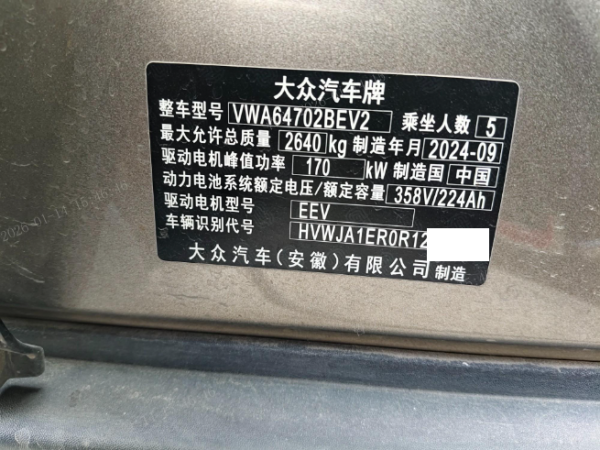 大众汽车牌
整车型号 VWA64702BEV2 乘坐人数 5
最大允许总质量 2640 kg 制造年月 2024-09
驱动电机峰值功率 170 kW 制造国 中国
动力电池系统额定电压/额定容量 358V/224Ah
驱动电机型号 EEV
车辆识别代号 HVWJA1ER0R12
大众汽车(安徽)有限公司 制造